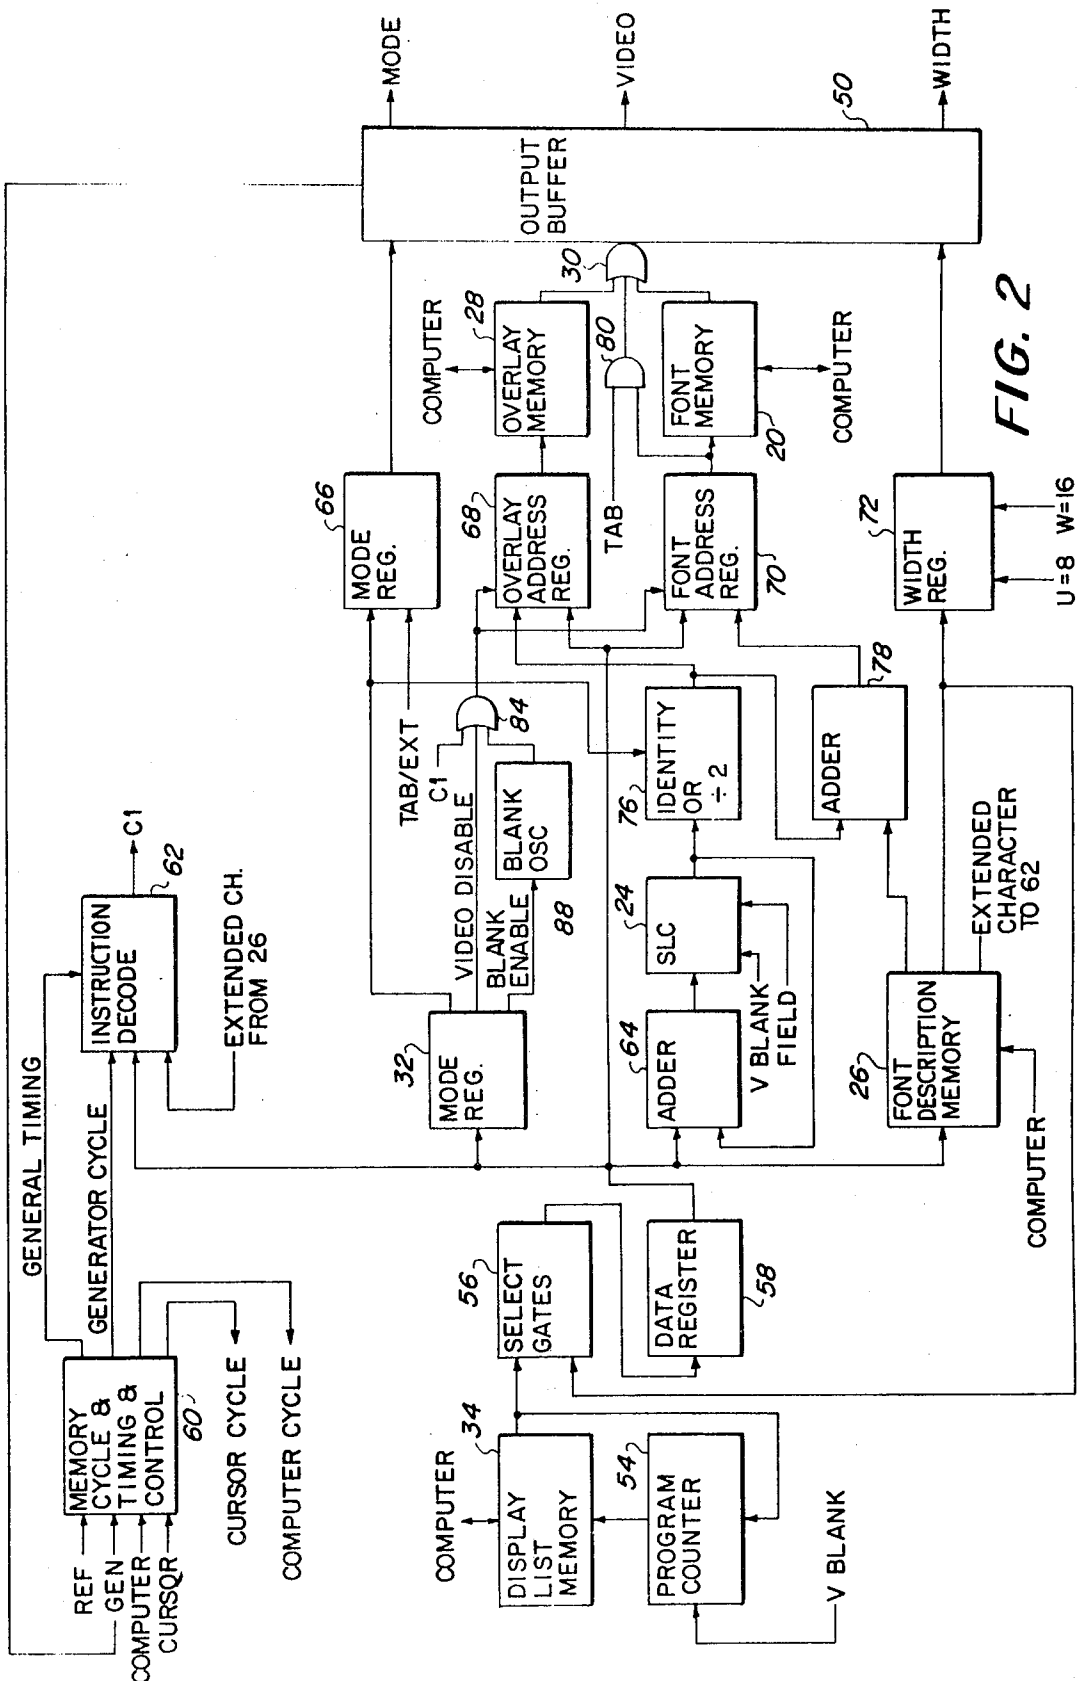 GENERAL TIMING
GENERATOR CYCLE
REF
GEN
COMPUTER
CURSQR
MEMORY
CYCLE &
TIMING &
CONTROL
60
CURSOR CYCLE
COMPUTER CYCLE
INSTRUCTION
DECODE
62
C1
EXTENDED CH.
FROM 26
COMPUTER
DISPLAY
LIST
MEMORY
34
PROGRAM
COUNTER
54
V BLANK
SELECT
GATES
56
DATA
REGISTER
58
MODE
REG.
32
VIDEO DISABLE
BLANK
ENABLE
BLANK
OSC
88
C1
84
TAB/EXT
ADDER
64
SLC
24
V BLANK
FIELD
IDENTITY
OR
÷ 2
76
ADDER
78
FONT
DESCRIPTION
MEMORY
26
COMPUTER
EXTENDED
CHARACTER
TO 62
MODE
REG.
66
OVERLAY
ADDRESS
REG.
68
FONT
ADDRESS
REG.
70
WIDTH
REG.
72
U=8 W=16
TAB
COMPUTER
OVERLAY
MEMORY
28
80
30
FONT
MEMORY
20
COMPUTER
OUTPUT
BUFFER
50
MODE
VIDEO
WIDTH
FIG. 2